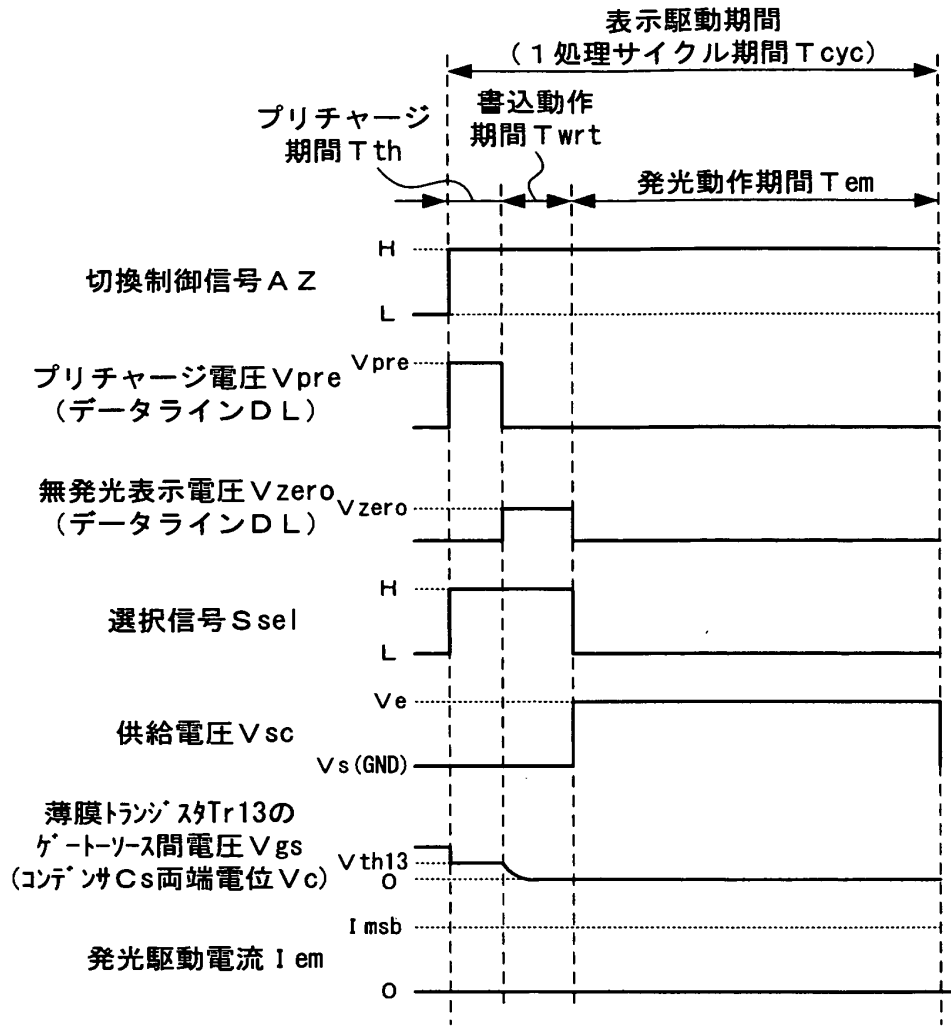 表示駆動期間
(１処理サイクル期間Ｔcyc)
プリチャージ
期間Ｔth
書込動作
期間Ｔwrt
発光動作期間Ｔem
切換制御信号ＡＺ
H
L
プリチャージ電圧Ｖpre
(データラインＤＬ)
Ｖpre
無発光表示電圧Ｖzero
(データラインＤＬ)
Ｖzero
選択信号Ｓsel
H
L
供給電圧Ｖsc
Ｖe
Ｖs(GND)
薄膜ﾄﾗﾝｼﾞｽﾀTr13の
ｹﾞｰﾄ-ｿｰｽ間電圧Ｖgs
(ｺﾝﾃﾞﾝｻＣs両端電位Ｖc)
Ｖth13
0
発光駆動電流Ｉem
Ｉmsb
0